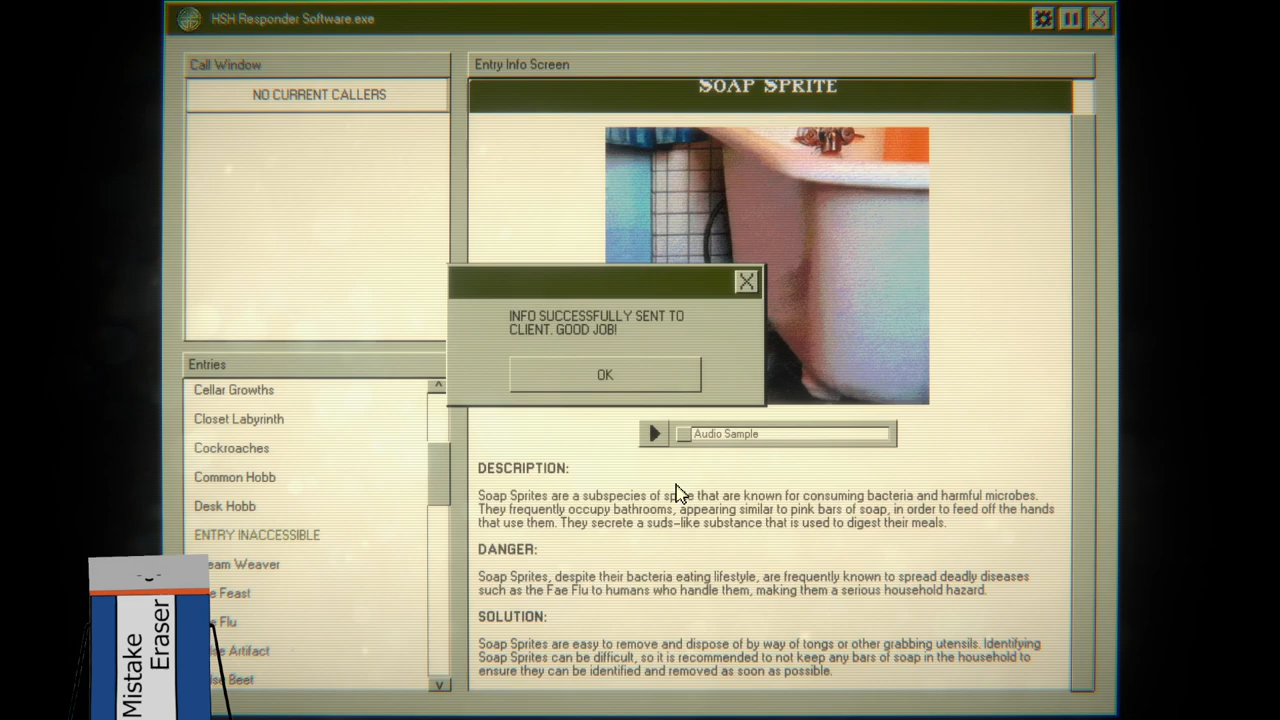 HSH Responder Software.exe
Call Window
NO CURRENT CALLERS
Entry Info Screen
SOAP SPRITE
INFO SUCCESSFULLY SENT TO
CLIENT. GOOD JOB!
OK
Audio Sample
Entries
Cellar Growths
Closet Labyrinth
Cockroaches
Common Hobb
Desk Hobb
ENTRY INACCESSIBLE
eam Weaver
e Feast
e Flu
lse Artifact
lse Beet
DESCRIPTION:
Soap Sprites are a subspecies of sprite that are known for consuming bacteria and harmful microbes.
They frequently occupy bathrooms, appearing similar to pink bars of soap, in order to feed off the hands
that use them. They secrete a suds-like substance that is used to digest their meals.
DANGER:
Soap Sprites, despite their bacteria eating lifestyle, are frequently known to spread deadly diseases
such as the Fae Flu to humans who handle them, making them a serious household hazard.
SOLUTION:
Soap Sprites are easy to remove and dispose of by way of tongs or other grabbing utensils. Identifying
Soap Sprites can be difficult, so it is recommended to not keep any bars of soap in the household to
ensure they can be identified and removed as soon as possible.
Mistake
Eraser